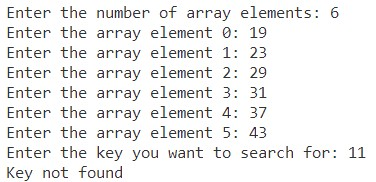 Enter the number of array elements: 6
Enter the array element 0: 19
Enter the array element 1: 23
Enter the array element 2: 29
Enter the array element 3: 31
Enter the array element 4: 37
Enter the array element 5: 43
Enter the key you want to search for: 11
Key not found